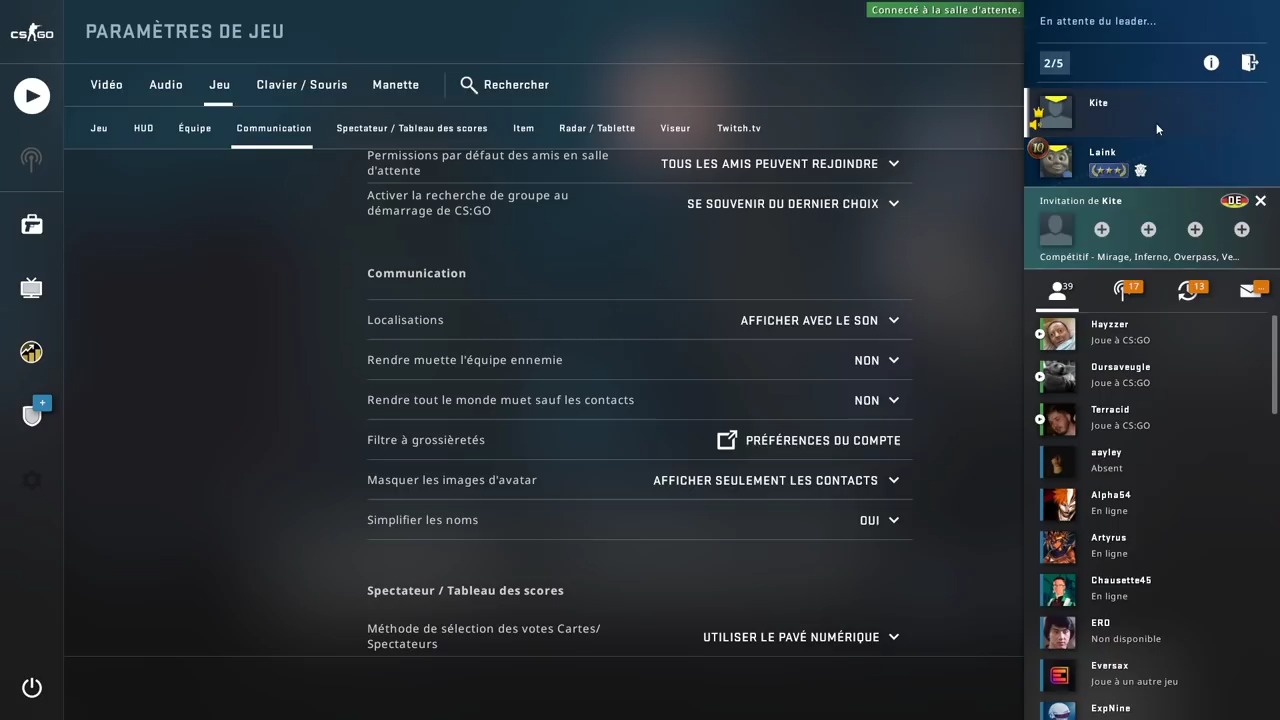 CS:GO
PARAMÈTRES DE JEU
Connecté à la salle d'attente.
Vidéo
Audio
Jeu
Clavier / Souris
Manette
Rechercher
Jeu
HUD
Équipe
Communication
Spectateur / Tableau des scores
Item
Radar / Tablette
Viseur
Twitch.tv
Permissions par défaut des amis en salle
d'attente
TOUS LES AMIS PEUVENT REJOINDRE
Activer la recherche de groupe au
démarrage de CS:GO
SE SOUVENIR DU DERNIER CHOIX
Communication
Localisations
AFFICHER AVEC LE SON
Rendre muette l'équipe ennemie
NON
Rendre tout le monde muet sauf les contacts
NON
Filtre à grossièretés
PRÉFÉRENCES DU COMPTE
Masquer les images d'avatar
AFFICHER SEULEMENT LES CONTACTS
Simplifier les noms
OUI
Spectateur / Tableau des scores
Méthode de sélection des votes Cartes/
Spectateurs
UTILISER LE PAVÉ NUMÉRIQUE
En attente du leader...
2/5
Kite
10
Laink
Invitation de Kite
DE
Compétitif - Mirage, Inferno, Overpass, Ve...
39
17
13
...
Hayzzer
Joue à CS:GO
Oursaveugle
Joue à CS:GO
Terracid
Joue à CS:GO
aayley
Absent
Alpha54
En ligne
Artyrus
En ligne
Chausette45
En ligne
ERO
Non disponible
Eversax
Joue à un autre jeu
ExpNine